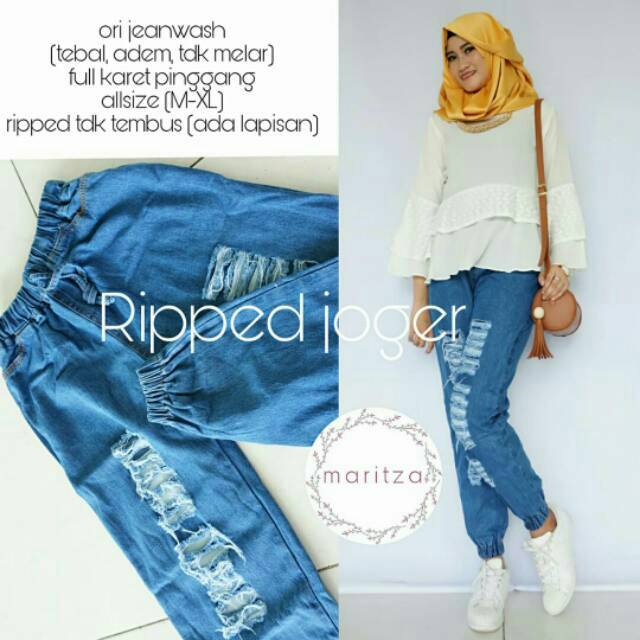 ori jeanwash
(tebal, adem, tdk melar)
full karet pinggang
allsize (M-XL)
ripped tdk tembus (ada lapisan)
Ripped joger
maritza